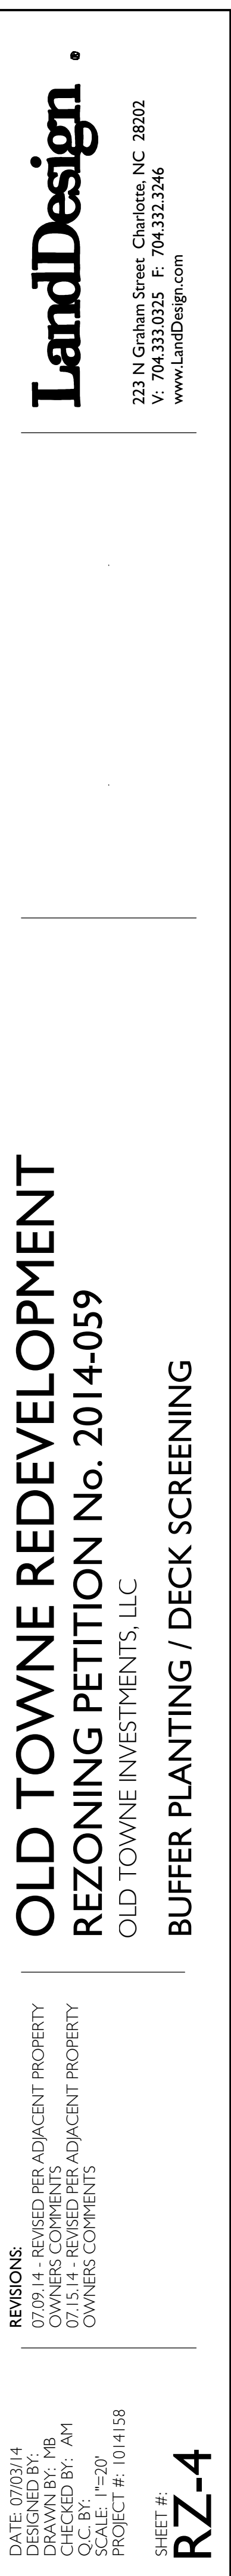 LandDesign®
223 N Graham Street Charlotte, NC 28202
V: 704.333.0325 F: 704.332.3246
www.LandDesign.com
OLD TOWNE REDEVELOPMENT
REZONING PETITION No. 2014-059
OLD TOWNE INVESTMENTS, LLC
BUFFER PLANTING / DECK SCREENING
REVISIONS:
07.09.14 - REVISED PER ADJACENT PROPERTY
OWNERS COMMENTS
07.15.14 - REVISED PER ADJACENT PROPERTY
OWNERS COMMENTS
DATE: 07/03/14
DESIGNED BY:
DRAWN BY: MB
CHECKED BY: AM
Q.C. BY:
SCALE: 1"=20'
PROJECT #: 1014158
SHEET #:
RZ-4